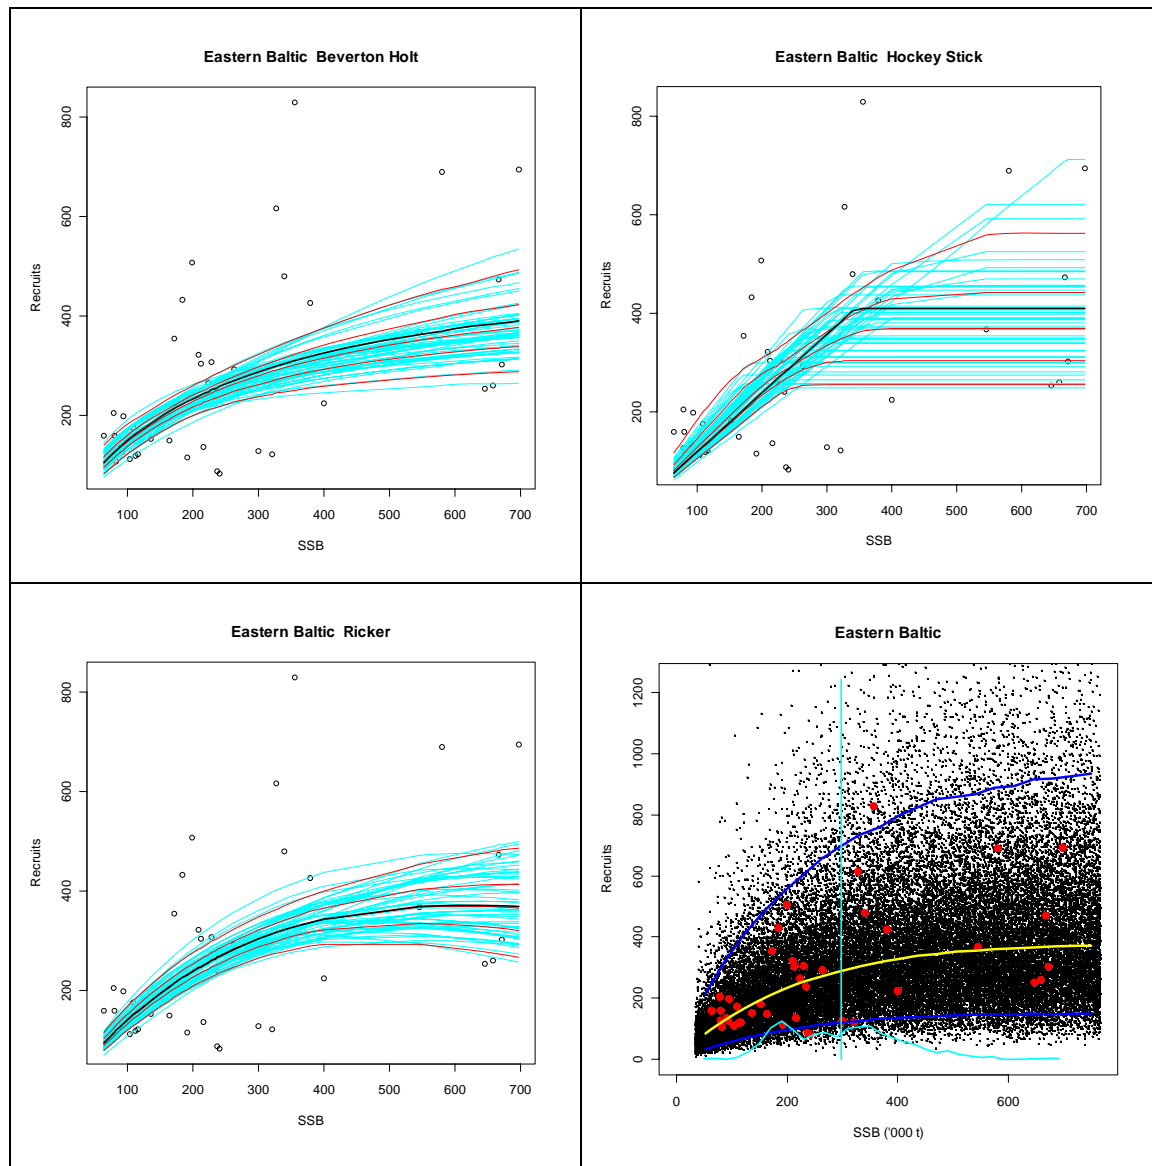 Eastern Baltic Beverton Holt
Recruits
200 400 600 800
100 200 300 400 500 600 700
SSB
Eastern Baltic Hockey Stick
Recruits
200 400 600 800
100 200 300 400 500 600 700
SSB
Eastern Baltic Ricker
Recruits
200 400 600 800
100 200 300 400 500 600 700
SSB
Eastern Baltic
Recruits
0 200 400 600 800 1000 1200
0 200 400 600
SSB ('000 t)